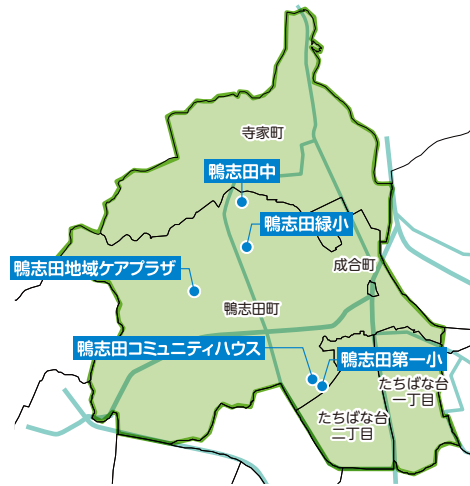 寺家町
鴨志田中
鴨志田緑小
成合町
鴨志田地域ケアプラザ
鴨志田町
鴨志田コミュニティハウス
鴨志田第一小
たちばな台
一丁目
たちばな台
二丁目